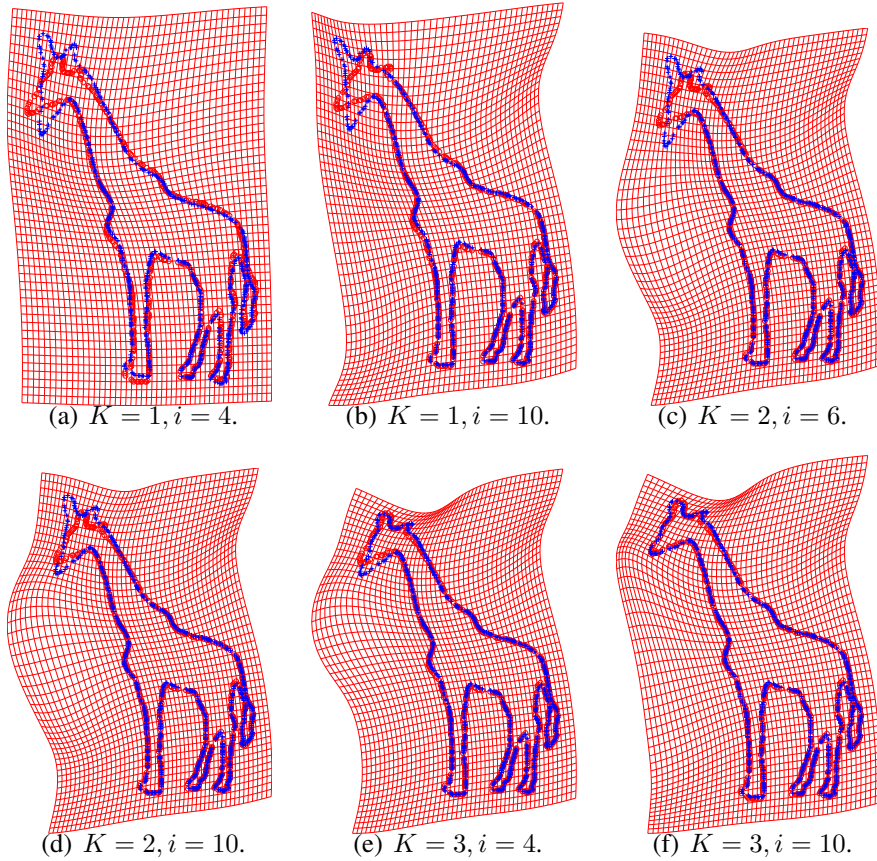 (a) K = 1, i = 4.
(b) K = 1, i = 10.
(c) K = 2, i = 6.
(d) K = 2, i = 10.
(e) K = 3, i = 4.
(f) K = 3, i = 10.